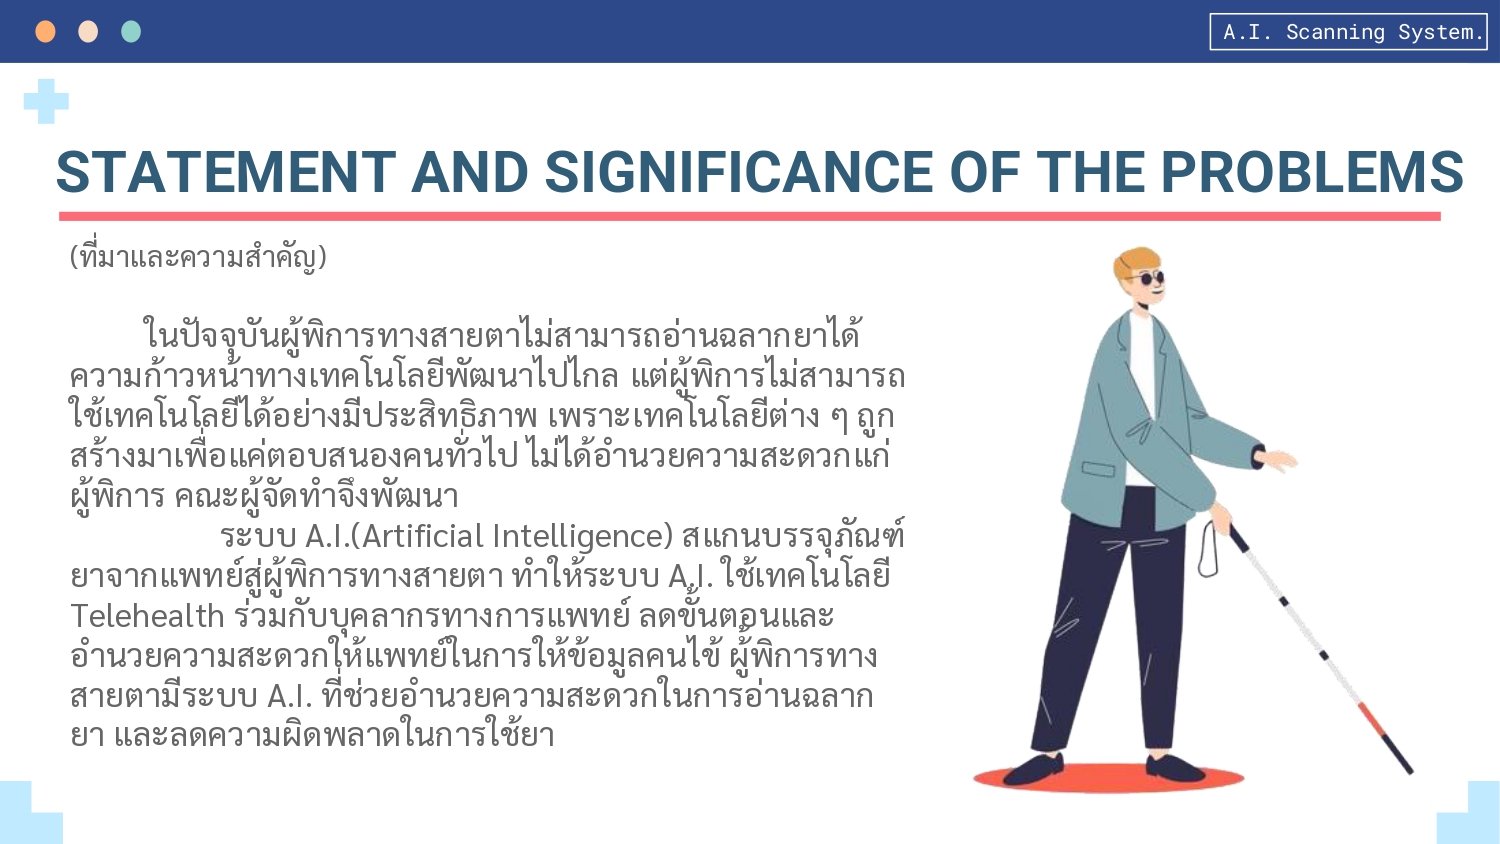 A.I. Scanning System.
STATEMENT AND SIGNIFICANCE OF THE PROBLEMS
(ที่มาและความสำคัญ)
ในปัจจุบันผู้พิการทางสายตาไม่สามารถอ่านฉลากยาได้
ความก้าวหน้าทางเทคโนโลยีพัฒนาไปไกล แต่ผู้พิการไม่สามารถ
ใช้เทคโนโลยีได้อย่างมีประสิทธิภาพ เพราะเทคโนโลยีต่าง ๆ ถูก
สร้างมาเพื่อแค่ตอบสนองคนทั่วไป ไม่ได้อำนวยความสะดวกแก่
ผู้พิการ คณะผู้จัดทำจึงพัฒนา
ระบบ A.I.(Artificial Intelligence) สแกนบรรจุภัณฑ์
ยาจากแพทย์สู่ผู้พิการทางสายตา ทำให้ระบบ A.I. ใช้เทคโนโลยี
Telehealth ร่วมกับบุคลากรทางการแพทย์ ลดขั้นตอนและ
อำนวยความสะดวกให้แพทย์ในการให้ข้อมูลคนไข้ ผู้พิการทาง
สายตามีระบบ A.I. ที่ช่วยอำนวยความสะดวกในการอ่านฉลาก
ยา และลดความผิดพลาดในการใช้ยา